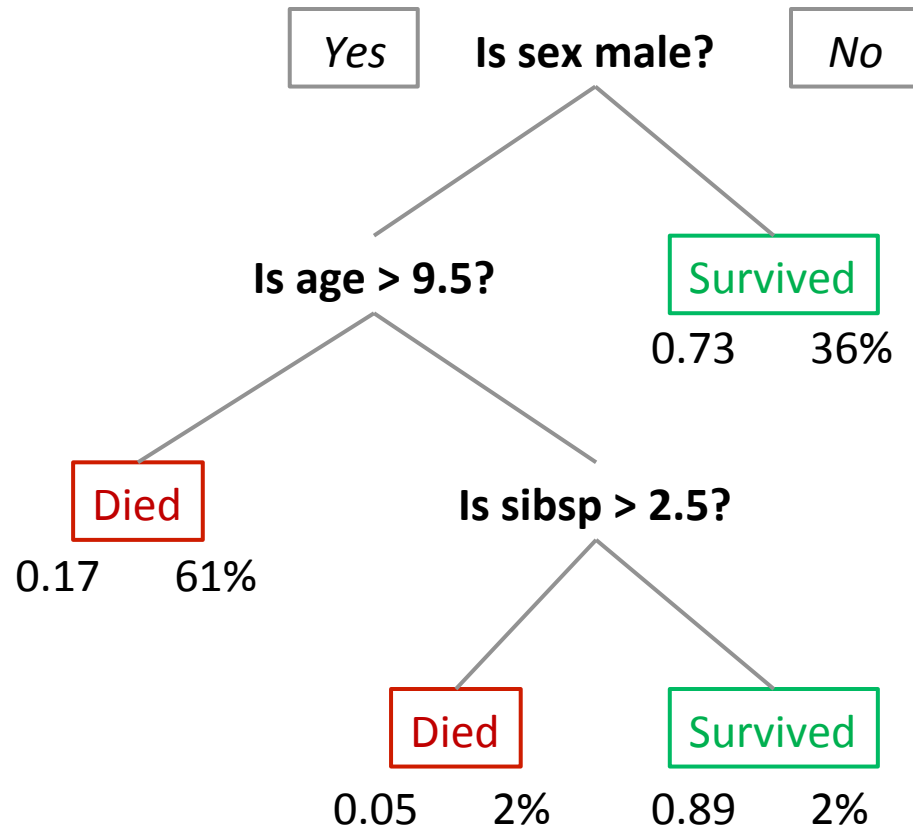 Yes Is sex male? No
Is age > 9.5?
Survived
0.73 36%
Died
0.17 61%
Is sibsp > 2.5?
Died Survived
0.05 2% 0.89 2%